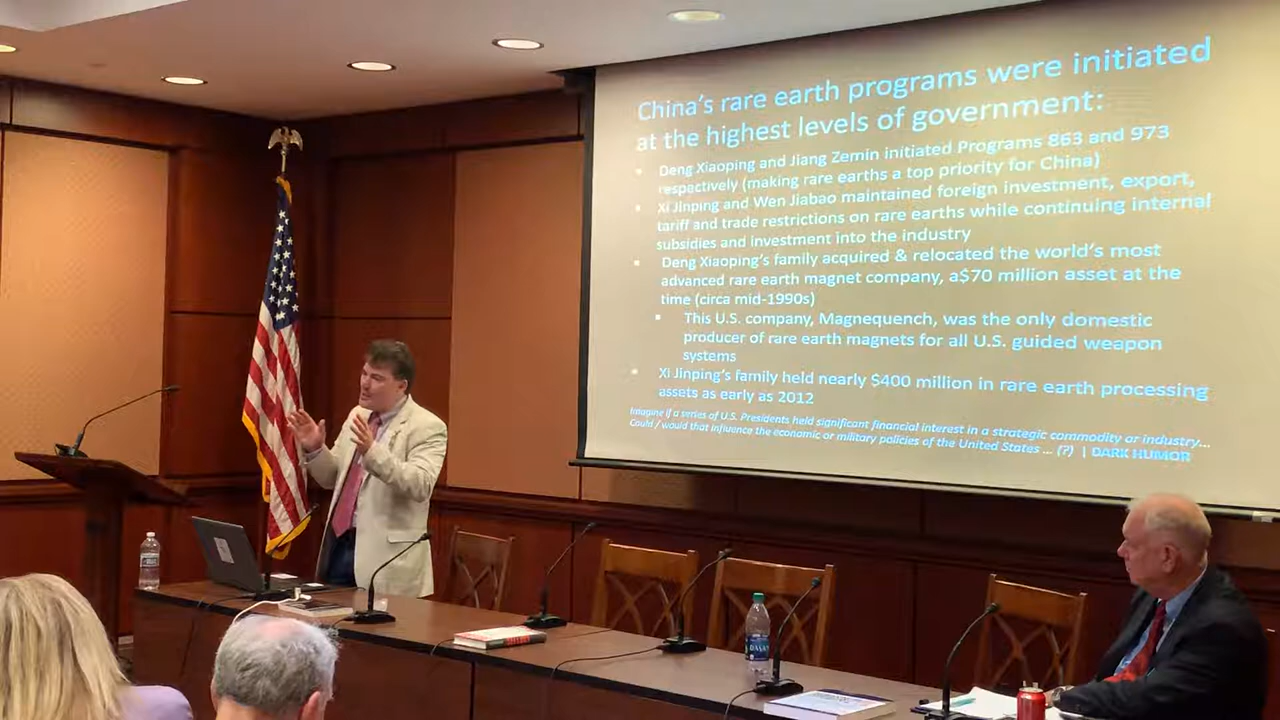 China's rare earth programs were initiated
at the highest levels of government:
Deng Xiaoping and Jiang Zemin initiated Programs 863 and 973
respectively (making rare earths a top priority for China)
Xi Jinping and Wen Jiabao maintained foreign investment, export,
tariff and trade restrictions on rare earths while continuing internal
subsidies and investment into the industry
Deng Xiaoping's family acquired & relocated the world's most
advanced rare earth magnet company, a$70 million asset at the
time (circa mid-1990s)
This U.S. company, Magnequench, was the only domestic
producer of rare earth magnets for all U.S. guided weapon
systems
Xi Jinping's family held nearly $400 million in rare earth processing
assets as early as 2012
Imagine if a series of U.S. Presidents held significant financial interest in a strategic commodity or industry...
Could / would that influence the economic or military policies of the United States ... (?) | DARK HUMOR
DASANI